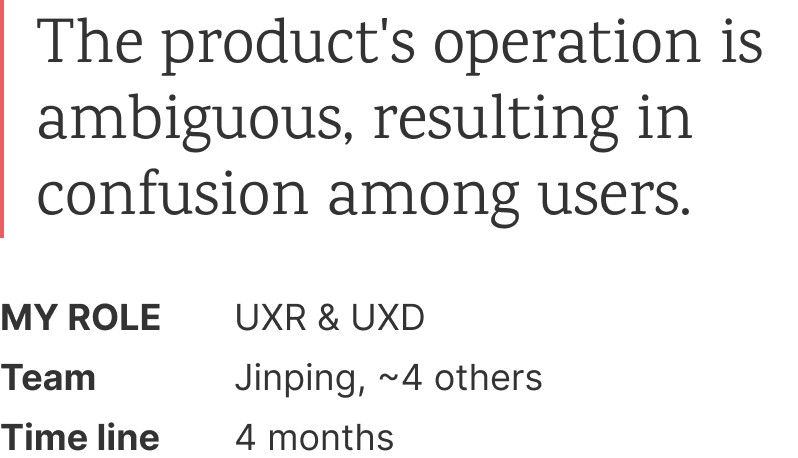 The product's operation is
ambiguous, resulting in
confusion among users.
MY ROLE UXR & UXD
Team Jinping, ~4 others
Time line 4 months